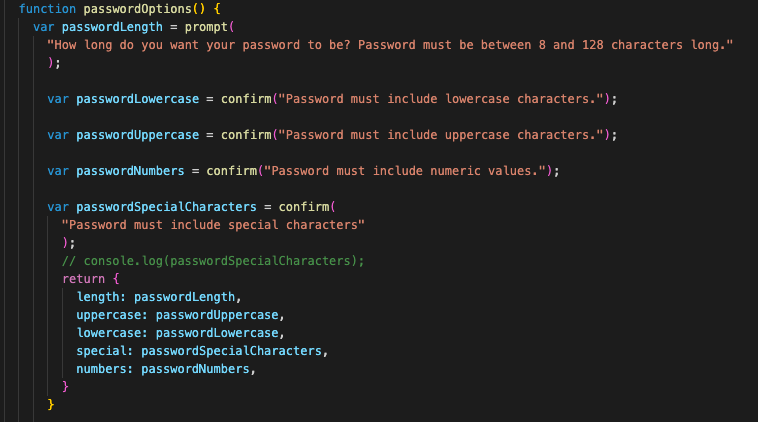 function passwordOptions() {
var passwordLength = prompt(
"How long do you want your password to be? Password must be between 8 and 128 characters long."
);
var passwordLowercase = confirm("Password must include lowercase characters.");
var passwordUppercase = confirm("Password must include uppercase characters.");
var passwordNumbers = confirm("Password must include numeric values.");
var passwordSpecialCharacters = confirm(
"Password must include special characters"
);
// console.log(passwordSpecialCharacters);
return {
length: passwordLength,
uppercase: passwordUppercase,
lowercase: passwordLowercase,
special: passwordSpecialCharacters,
numbers: passwordNumbers,
}
}